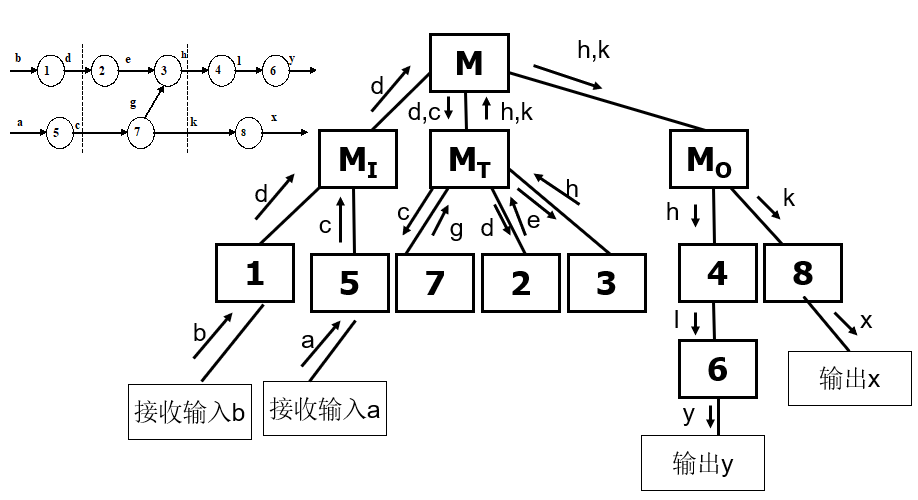 b d e h l y
1 2 3 4 6
g
a c k x
5 7 8
M
h,k
d
d,c h,k
M_I M_T M_O
d c c g d e h h k
1 5 7 2 3 4 8
b a l x
6
接收输入b 接收输入a 输出x
y
输出y